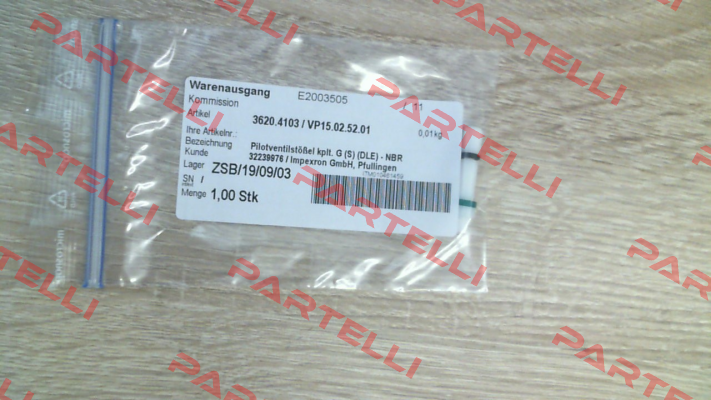 Warenausgang
Kommission E2003505 / 11
Artikel 3620.4103 / VP15.02.52.01 0,01kg
Ihre Artikelnr.:
Bezeichnung Pilotventilstößel kplt. G (S) (DLE) - NBR
Kunde 32239976 / Impexron GmbH, Pfullingen
Lager ZSB/19/09/03
SN /
Menge 1,00 Stk
PARTELLI
PARTELLI
PARTELLI
PARTELLI
PARTELLI
PARTELLI
PARTELLI
PARTELLI